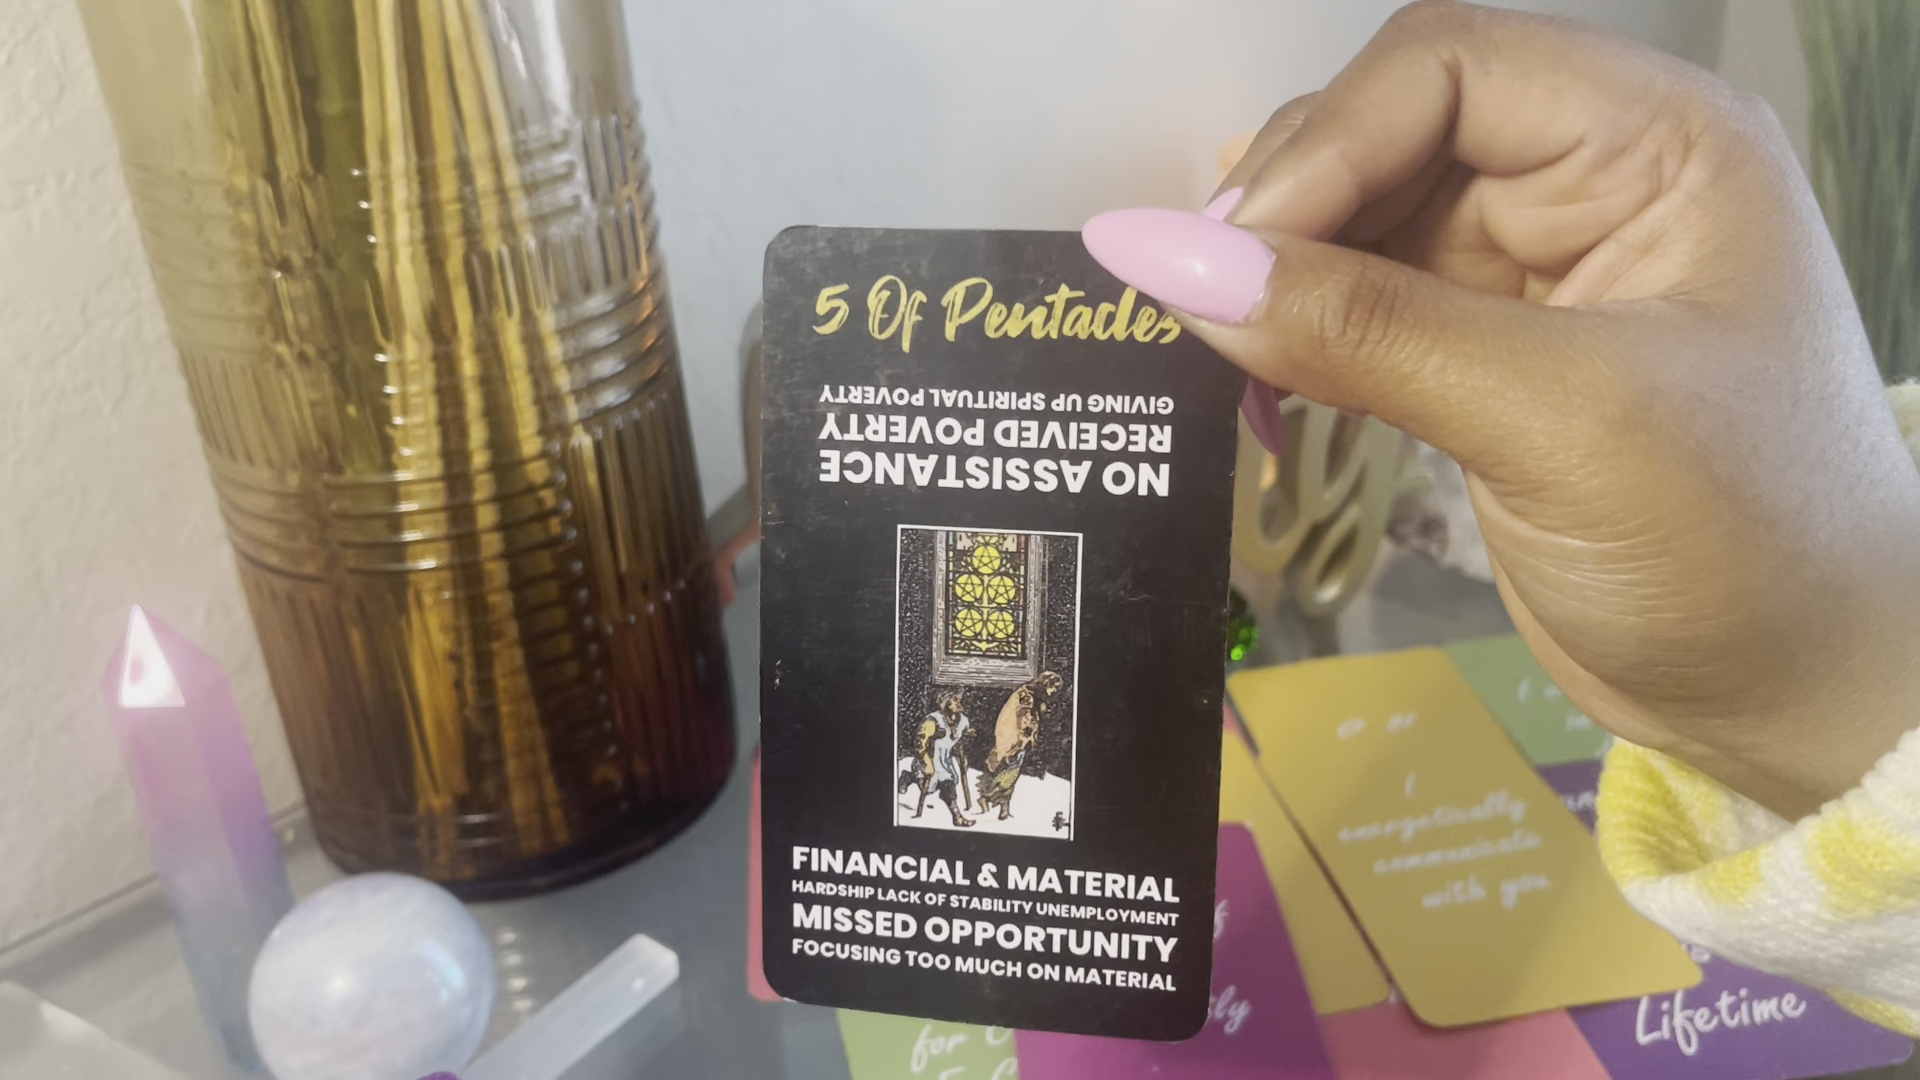 5 Of Pentacles
GIVING UP SPIRITUAL POVERTY
RECEIVED POVERTY
NO ASSISTANCE
FINANCIAL & MATERIAL
HARDSHIP LACK OF STABILITY UNEMPLOYMENT
MISSED OPPORTUNITY
FOCUSING TOO MUCH ON MATERIAL
I
energetically
communicate
with you
Lifetime
for